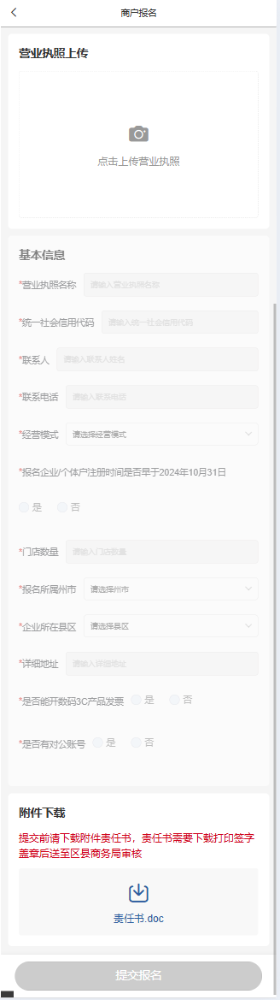 商户报名
营业执照上传
点击上传营业执照
基本信息
*营业执照名称 请输入营业执照名称
*统一社会信用代码 请输入统一社会信用代码
*联系人 请输入联系人姓名
*联系电话 请输入联系电话
*经营模式 请选择经营模式
*报名企业/个体户注册时间是否早于2024年10月31日
是 否
*门店数量 请输入门店数量
*报名所属州市 请选择州市
*企业所在县区 请选择县区
*详细地址 请输入详细地址
*是否能开数码3C产品发票 是 否
*是否有对公账号 是 否
附件下载
提交前请下载附件责任书，责任书需要下载打印签字
盖章后送至区县商务局审核
责任书.doc
提交报名